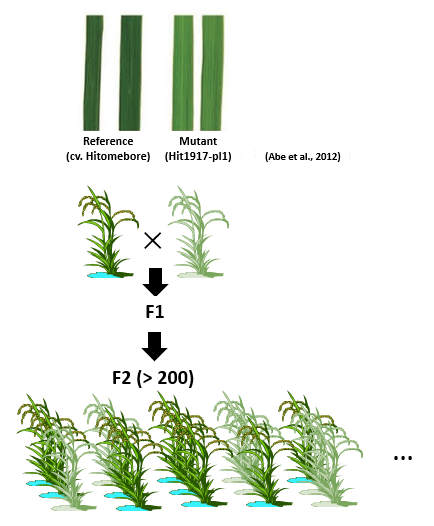 Reference
(cv. Hitomebore)
Mutant
(Hit1917-pl1)
(Abe et al., 2012)
×
F1
F2 (> 200)
...